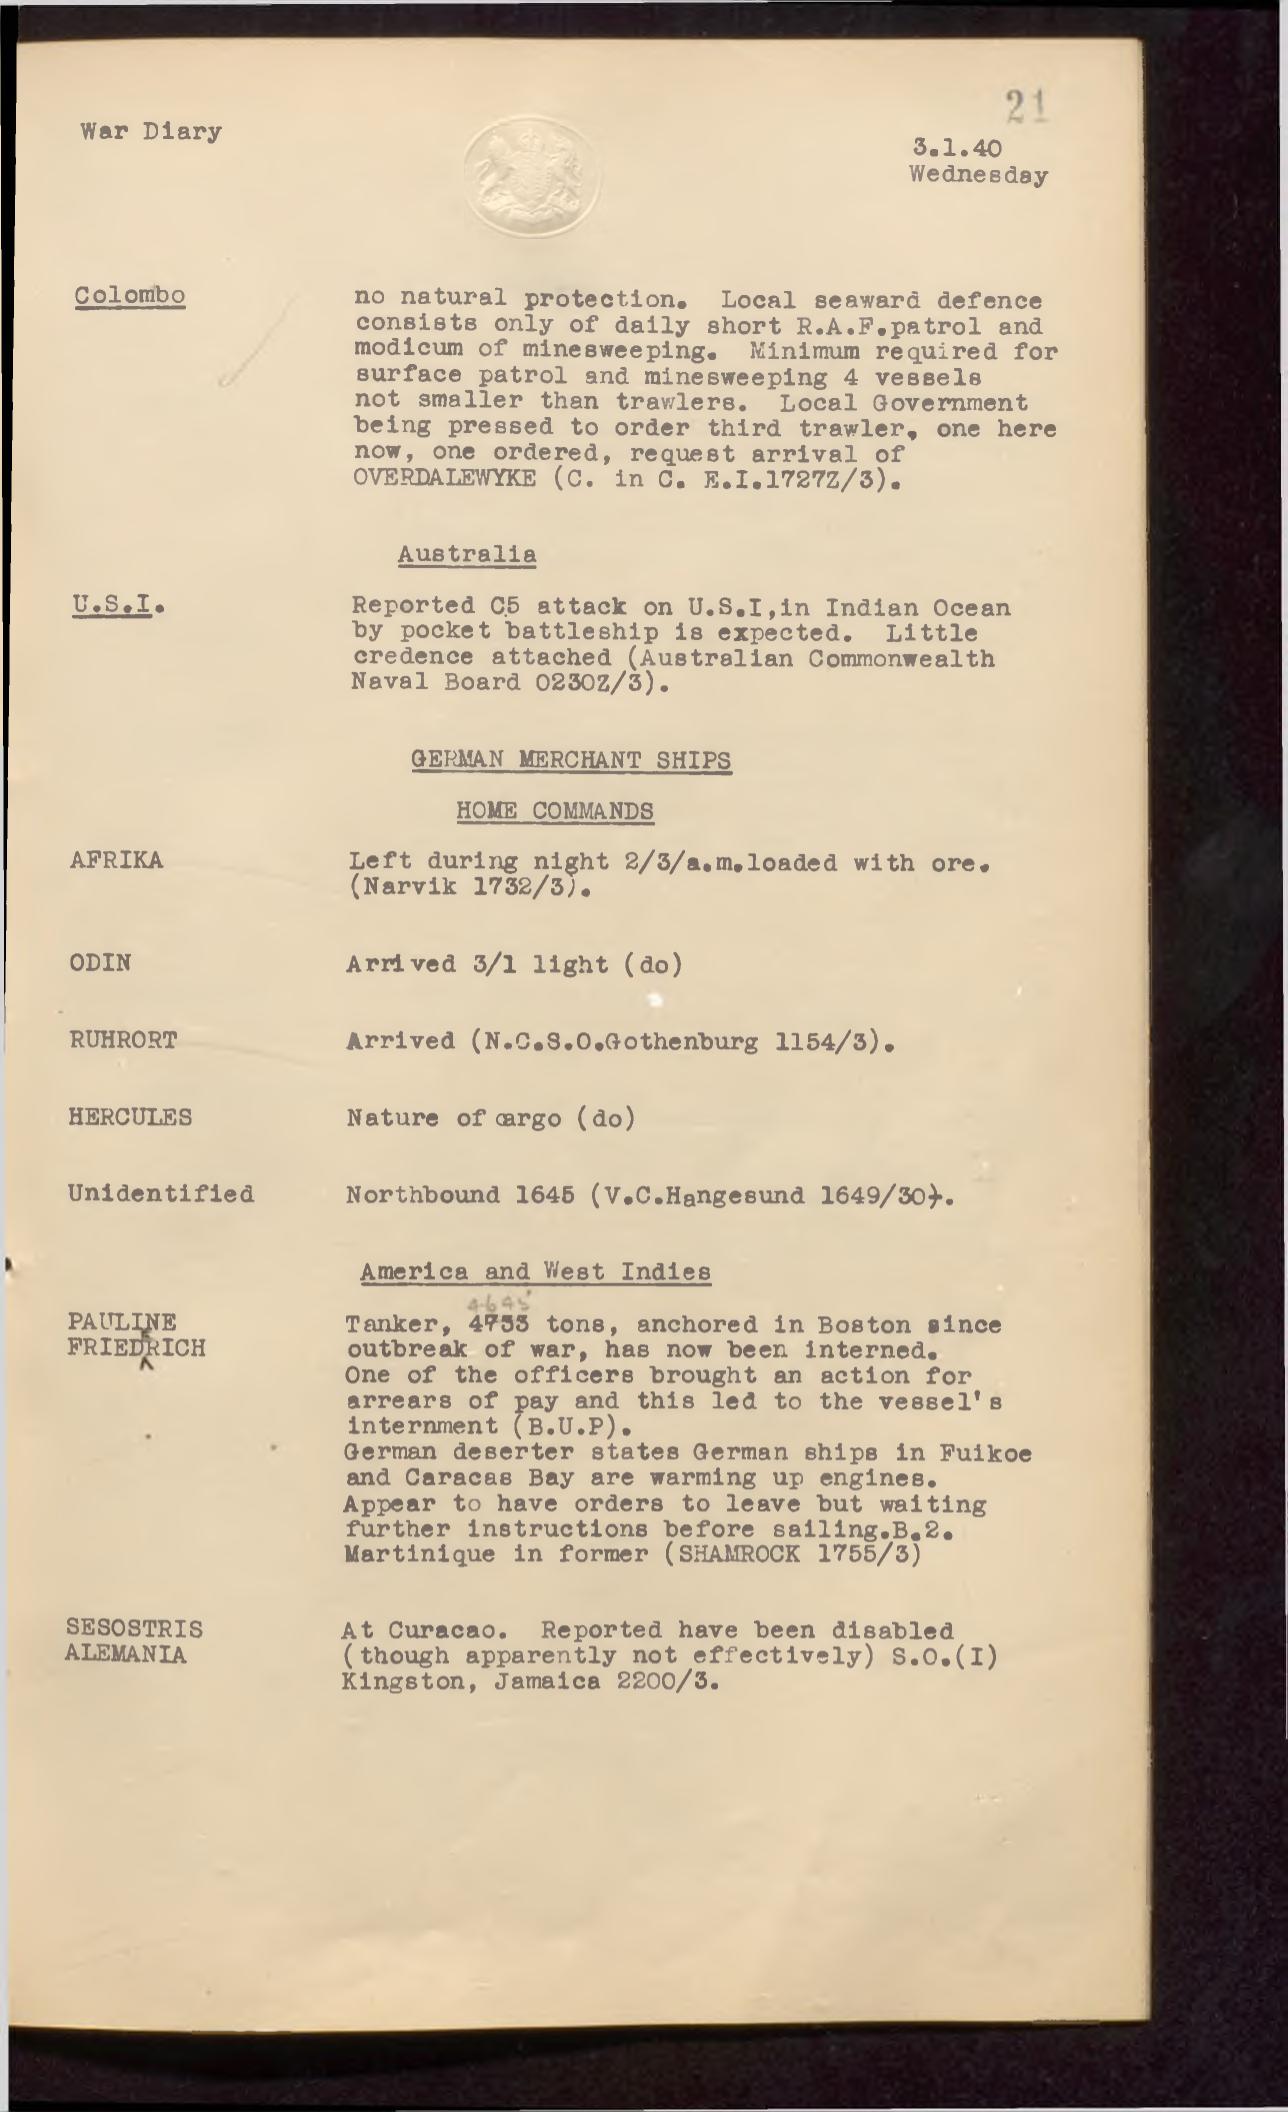 21
War Diary
3.1.40
Wednesday
Colombo no natural protection. Local seaward defence
consists only of daily short R.A.F.patrol and
modicum of minesweeping. Minimum required for
surface patrol and minesweeping 4 vessels
not smaller than trawlers. Local Government
being pressed to order third trawler, one here
now, one ordered, request arrival of
OVERDALEWYKE (C. in C. E.I.1727Z/3).
Australia
U.S.I. Reported C5 attack on U.S.I,in Indian Ocean
by pocket battleship is expected. Little
credence attached (Australian Commonwealth
Naval Board 0230Z/3).
GERMAN MERCHANT SHIPS
HOME COMMANDS
AFRIKA Left during night 2/3/a.m.loaded with ore.
(Narvik 1732/3).
ODIN Arrived 3/1 light (do)
RUHRORT Arrived (N.C.S.O.Gothenburg 1154/3).
HERCULES Nature of cargo (do)
Unidentified Northbound 1645 (V.C.Hangesund 1649/30).
America and West Indies
4645
PAULINE Tanker, 4733 tons, anchored in Boston since
FRIEDRICH outbreak of war, has now been interned.
One of the officers brought an action for
arrears of pay and this led to the vessel's
internment (B.U.P).
German deserter states German ships in Fuikoe
and Caracas Bay are warming up engines.
Appear to have orders to leave but waiting
further instructions before sailing.B.2.
Martinique in former (SHAMROCK 1755/3)
SESOSTRIS At Curacao. Reported have been disabled
ALEMANIA (though apparently not effectively) S.O.(I)
Kingston, Jamaica 2200/3.